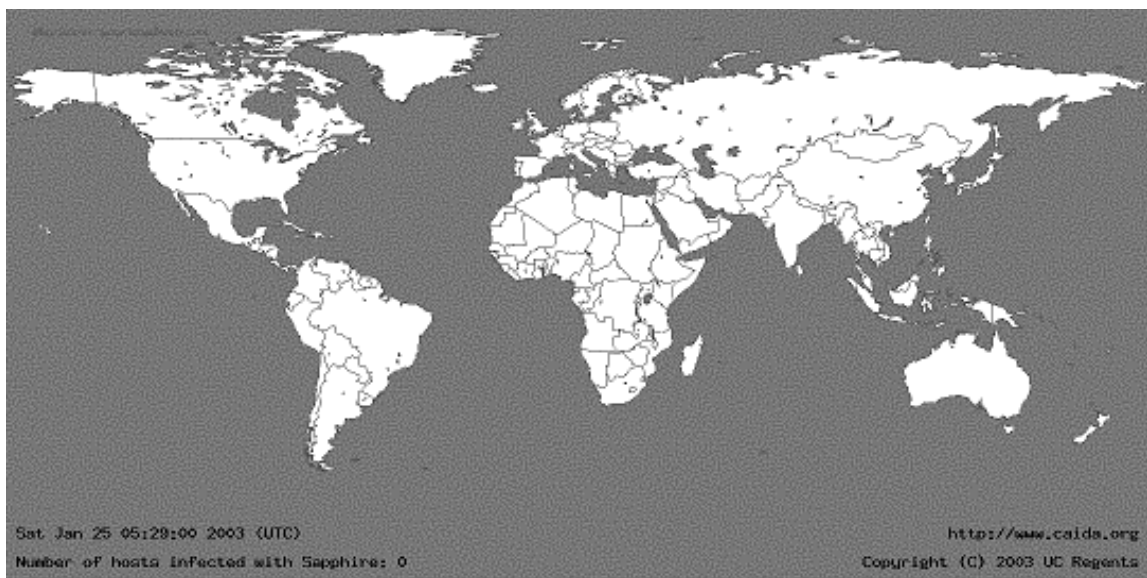 Sat Jan 25 05:29:00 2003 (UTC)
http://www.caida.org
Number of hosts infected with Sapphire: 0
Copyright (C) 2003 UC Regents